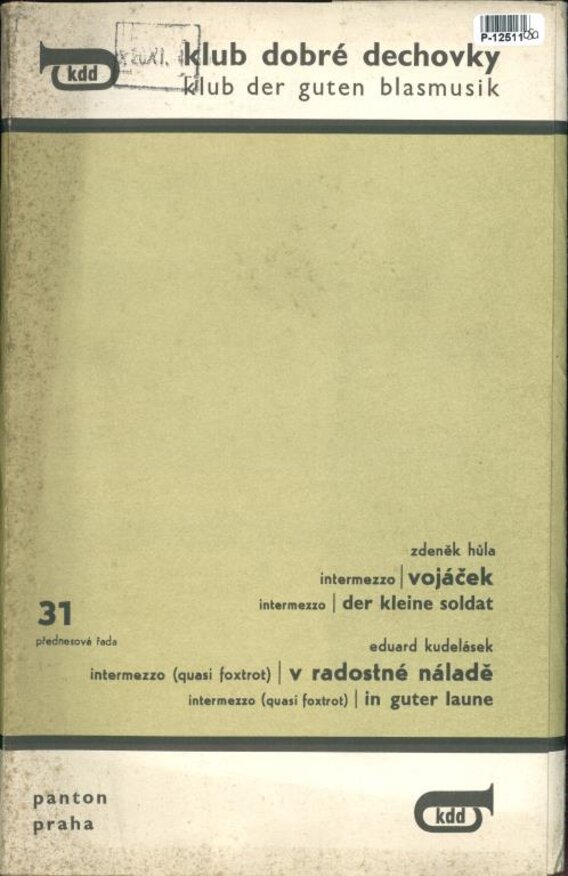 P-12511
kdd
klub dobré dechovky
klub der guten blasmusik
zdeněk hůla
intermezzo | vojáček
intermezzo | der kleine soldat
31
přednesová řada
eduard kudelásek
intermezzo (quasi foxtrot) | v radostné náladě
intermezzo (quasi foxtrot) | in guter laune
panton
praha
kdd